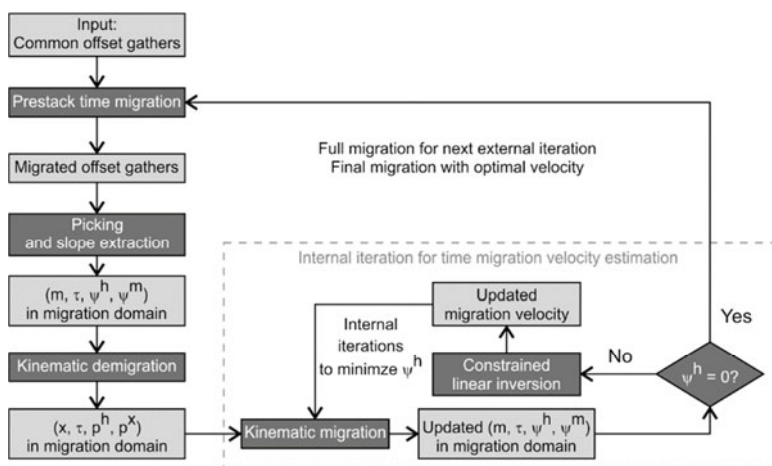 Input:
Common offset gathers
Prestack time migration
Full migration for next external iteration
Final migration with optimal velocity
Migrated offset gathers
Picking
and slope extraction
Internal iteration for time migration velocity estimation
(m, τ, ψʰ, ψᵐ)
in migration domain
Updated
migration velocity
Yes
Internal
iterations
to minimze ψʰ
Kinematic demigration
Constrained
linear inversion
No
ψʰ = 0?
(x, τ, pʰ, pˣ)
in migration domain
Kinematic migration
Updated (m, τ, ψʰ, ψᵐ)
in migration domain